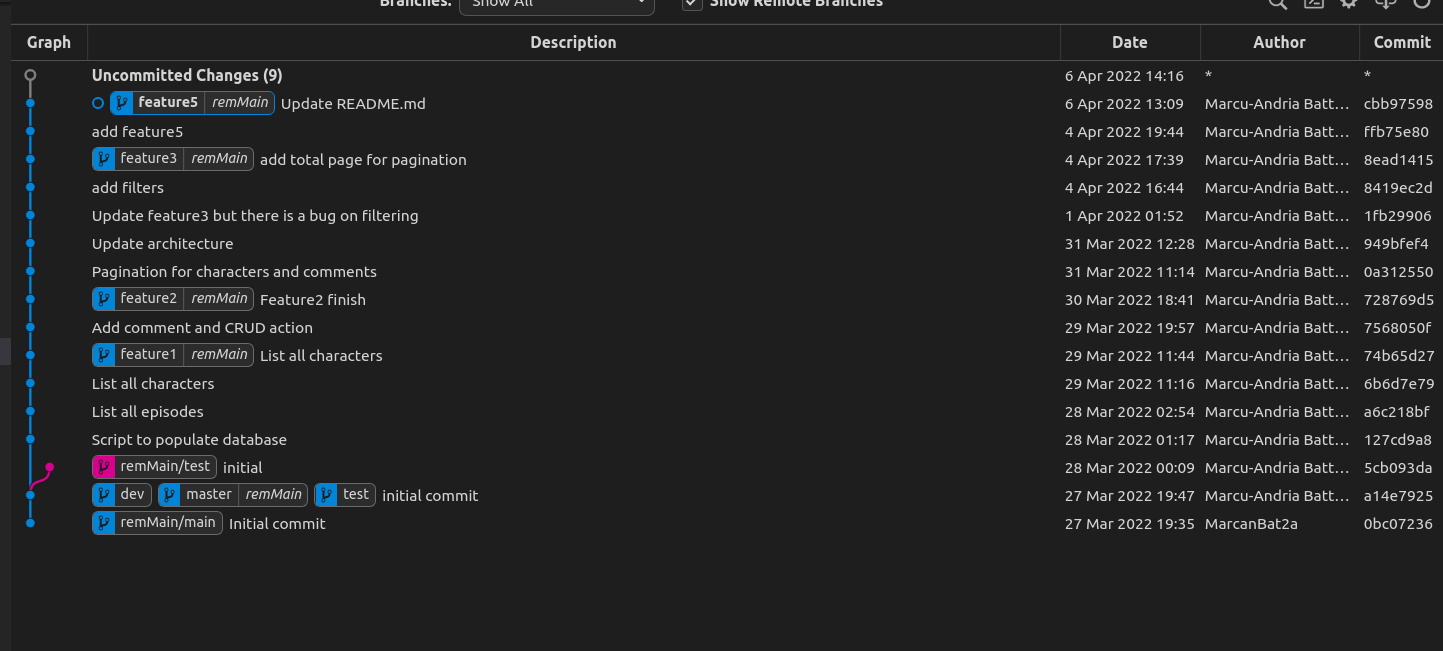 Branches: Show All Show Remote Branches
Graph Description Date Author Commit
Uncommitted Changes (9) 6 Apr 2022 14:16 * *
feature5 remMain Update README.md 6 Apr 2022 13:09 Marcu-Andria Batt... cbb97598
add feature5 4 Apr 2022 19:44 Marcu-Andria Batt... ffb75e80
feature3 remMain add total page for pagination 4 Apr 2022 17:39 Marcu-Andria Batt... 8ead1415
add filters 4 Apr 2022 16:44 Marcu-Andria Batt... 8419ec2d
Update feature3 but there is a bug on filtering 1 Apr 2022 01:52 Marcu-Andria Batt... 1fb29906
Update architecture 31 Mar 2022 12:28 Marcu-Andria Batt... 949bfef4
Pagination for characters and comments 31 Mar 2022 11:14 Marcu-Andria Batt... 0a312550
feature2 remMain Feature2 finish 30 Mar 2022 18:41 Marcu-Andria Batt... 728769d5
Add comment and CRUD action 29 Mar 2022 19:57 Marcu-Andria Batt... 7568050f
feature1 remMain List all characters 29 Mar 2022 11:44 Marcu-Andria Batt... 74b65d27
List all characters 29 Mar 2022 11:16 Marcu-Andria Batt... 6b6d7e79
List all episodes 28 Mar 2022 02:54 Marcu-Andria Batt... a6c218bf
Script to populate database 28 Mar 2022 01:17 Marcu-Andria Batt... 127cd9a8
remMain/test initial 28 Mar 2022 00:09 Marcu-Andria Batt... 5cb093da
dev master remMain test initial commit 27 Mar 2022 19:47 Marcu-Andria Batt... a14e7925
remMain/main Initial commit 27 Mar 2022 19:35 MarcanBat2a 0bc07236